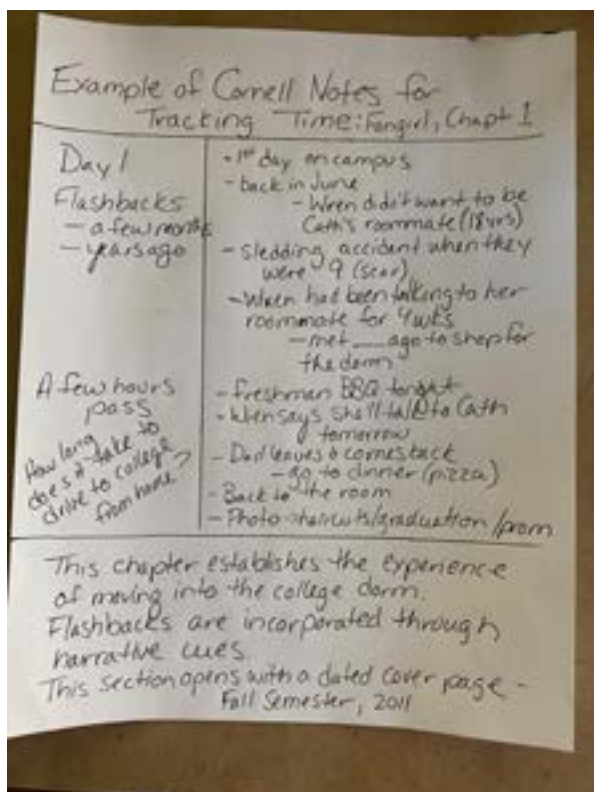 Example of Cornell Notes for
Tracking Time: Fangirl, Chapt 1
Day 1
Flashbacks
- a few months
- years ago
A few hours
pass
How long
does it take to
drive to college
from home?
- 1st day on campus
- back in June
- Wren didn't want to be
Cath's roommate (18yrs)
- Sledding accident when they
were 9 (scar)
- Wren had been talking to her
roommate for 4 wks
- met ___ ago to shop for
the dorm
- freshman BBQ tonight
- Wren says she'll talk to Cath
tomorrow
- Dad leaves & comes back
- go to dinner (pizza)
- Back to the room
- Photo haircuts/graduation/prom
This chapter establishes the experience
of moving into the college dorm.
Flashbacks are incorporated through
narrative cues.
This section opens with a dated cover page -
Fall Semester, 2011